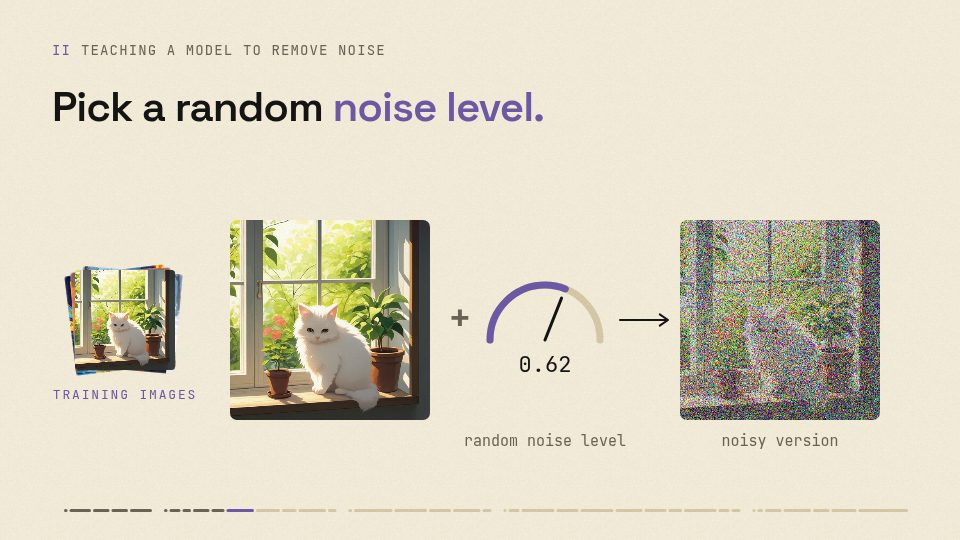 II TEACHING A MODEL TO REMOVE NOISE
Pick a random noise level.
+
0.62
TRAINING IMAGES
random noise level
noisy version